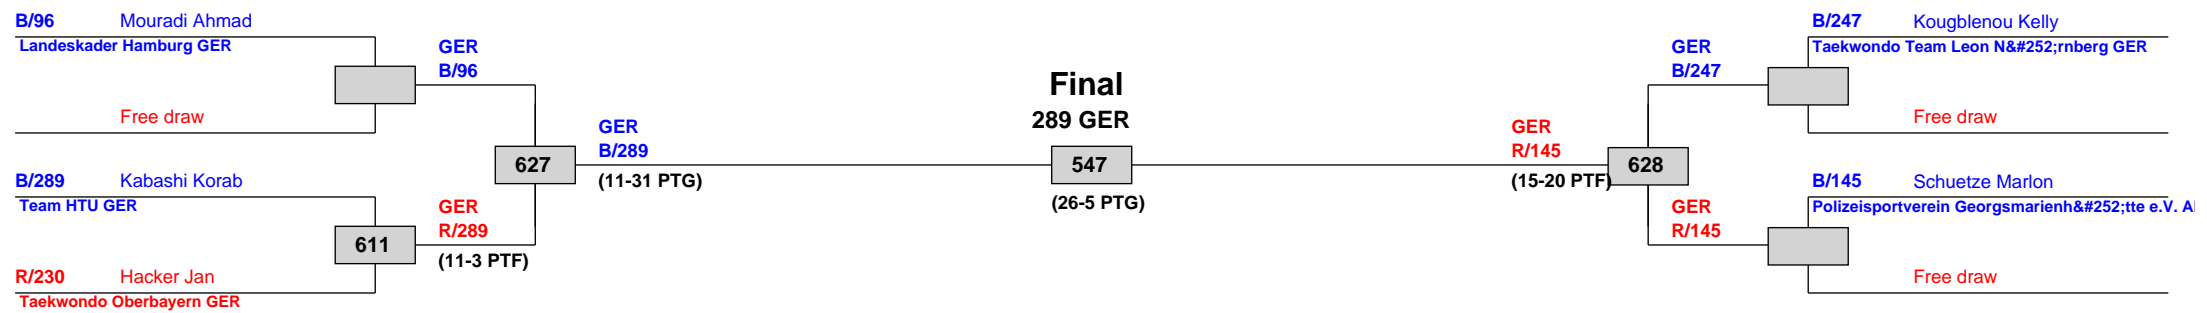 B/96 Mouradi Ahmad
Landeskader Hamburg GER
GER
B/96
Free draw
B/289 Kabashi Korab
Team HTU GER
611
GER
R/289
(11-3 PTF)
R/230 Hacker Jan
Taekwondo Oberbayern GER
627
GER
B/289
(11-31 PTG)
Final
289 GER
547
(26-5 PTG)
GER
R/145
(15-20 PTF)
628
GER
B/247
B/247 Kougblenou Kelly
Taekwondo Team Leon N&#252;rnberg GER
Free draw
B/145 Schuetze Marlon
Polizeisportverein Georgsmarienh&#252;tte e.V. Al
GER
R/145
Free draw